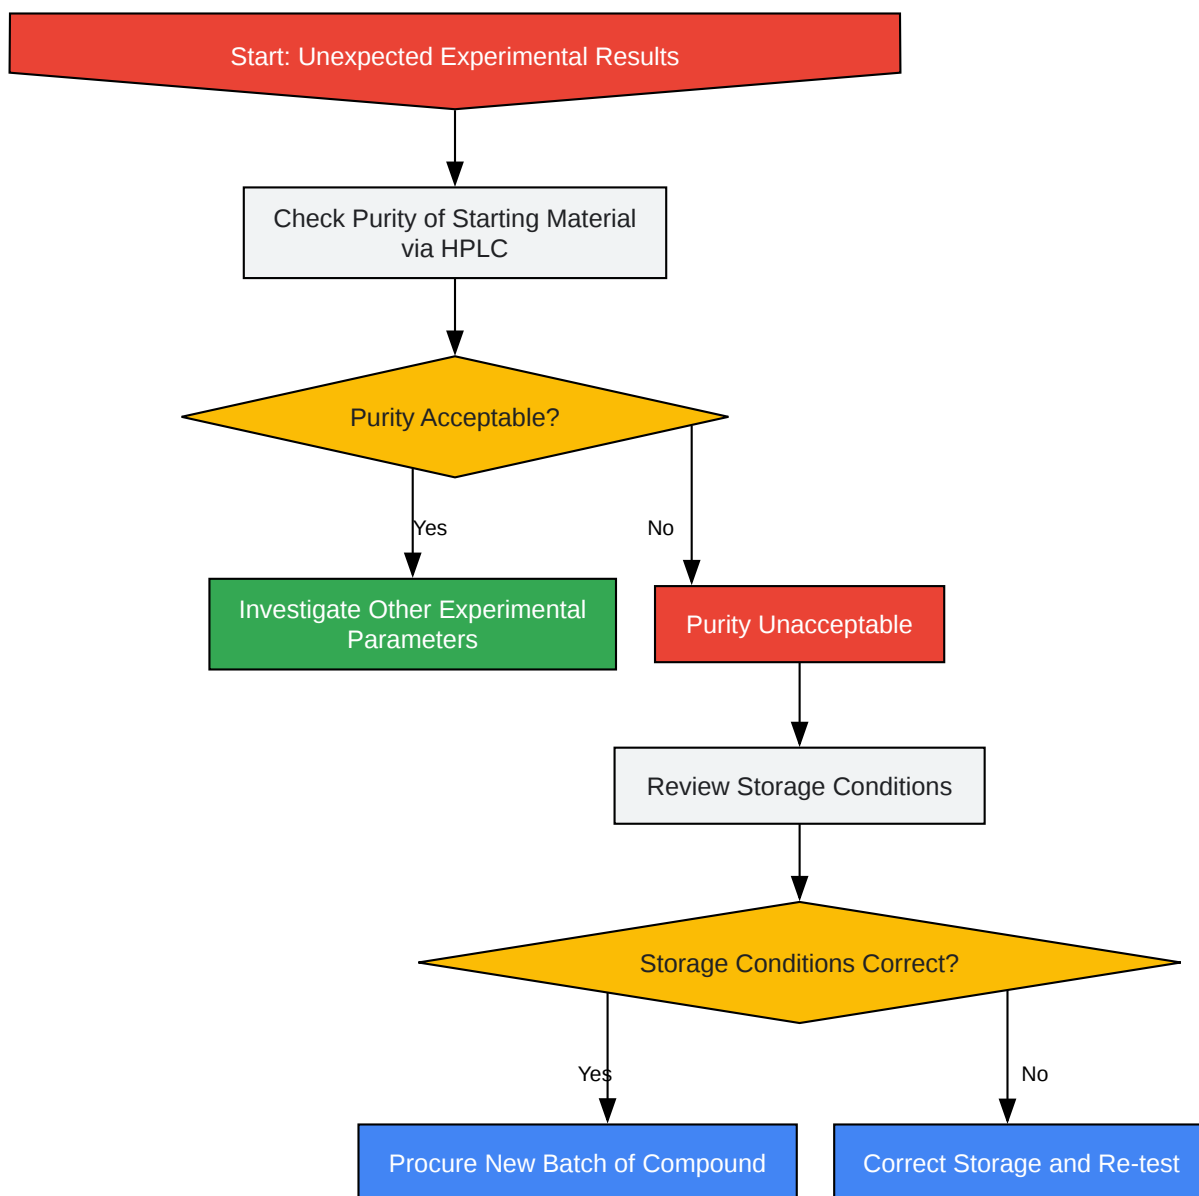 Start: Unexpected Experimental Results
Check Purity of Starting Material
via HPLC
Purity Acceptable?
Yes
No
Investigate Other Experimental
Parameters
Purity Unacceptable
Review Storage Conditions
Storage Conditions Correct?
Yes
No
Procure New Batch of Compound
Correct Storage and Re-test